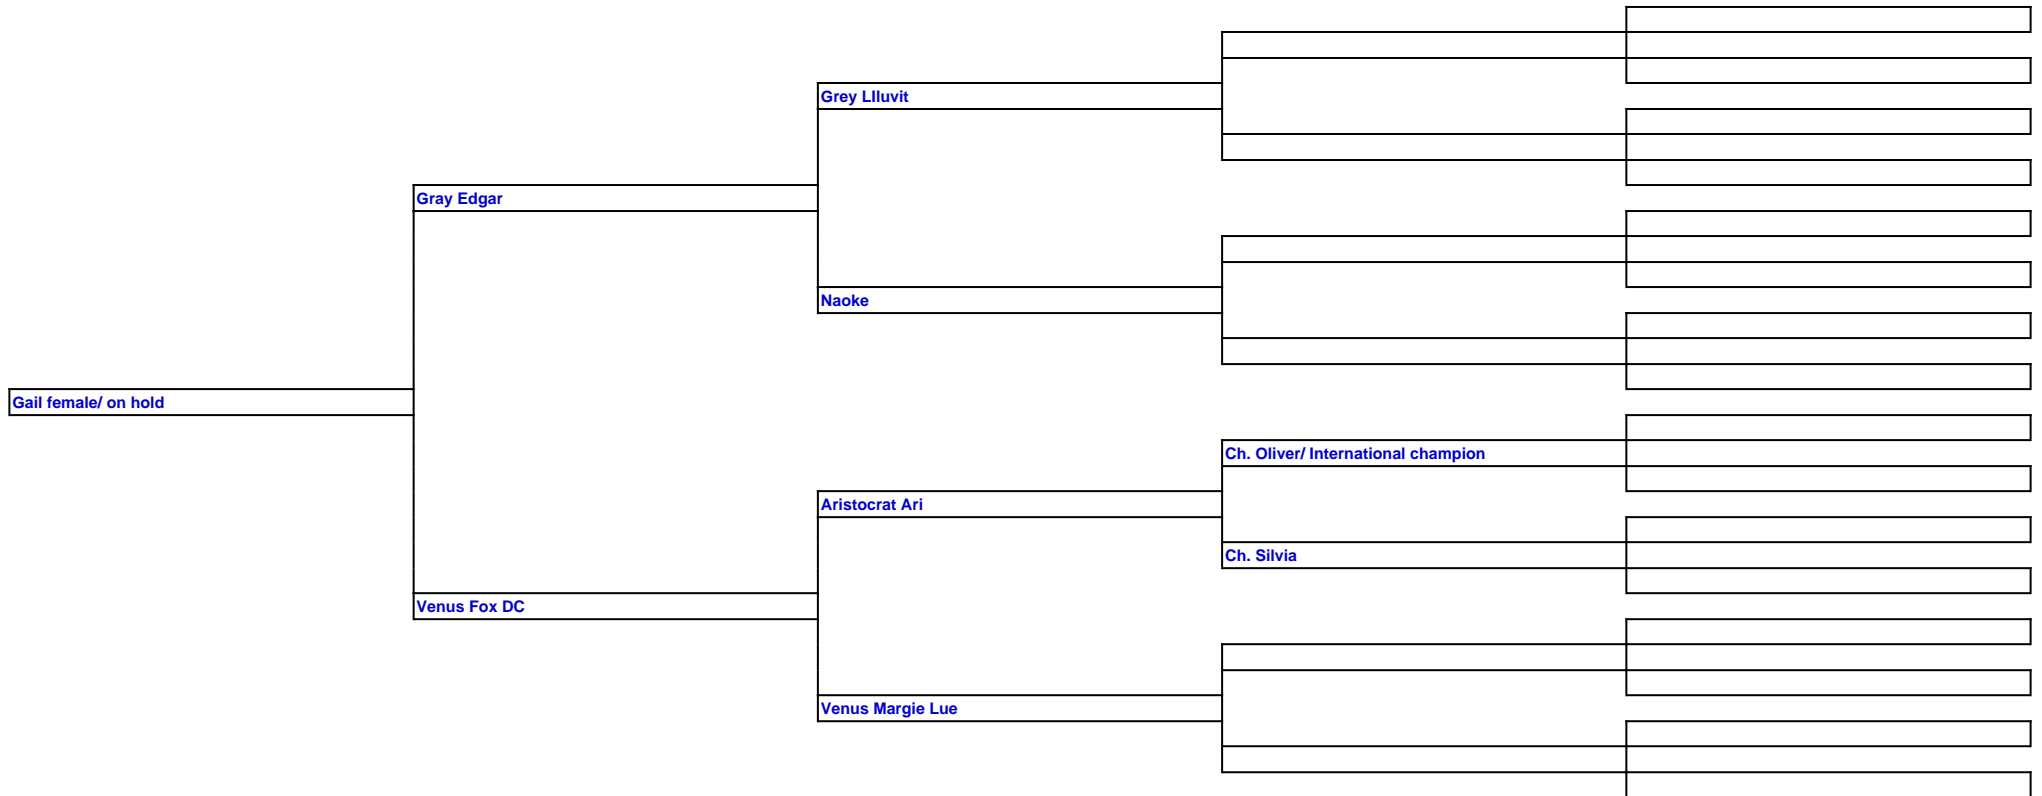 Grey LIluvit
Gray Edgar
Naoke
Gail female/ on hold
Ch. Oliver/ International champion
Aristocrat Ari
Ch. Silvia
Venus Fox DC
Venus Margie Lue